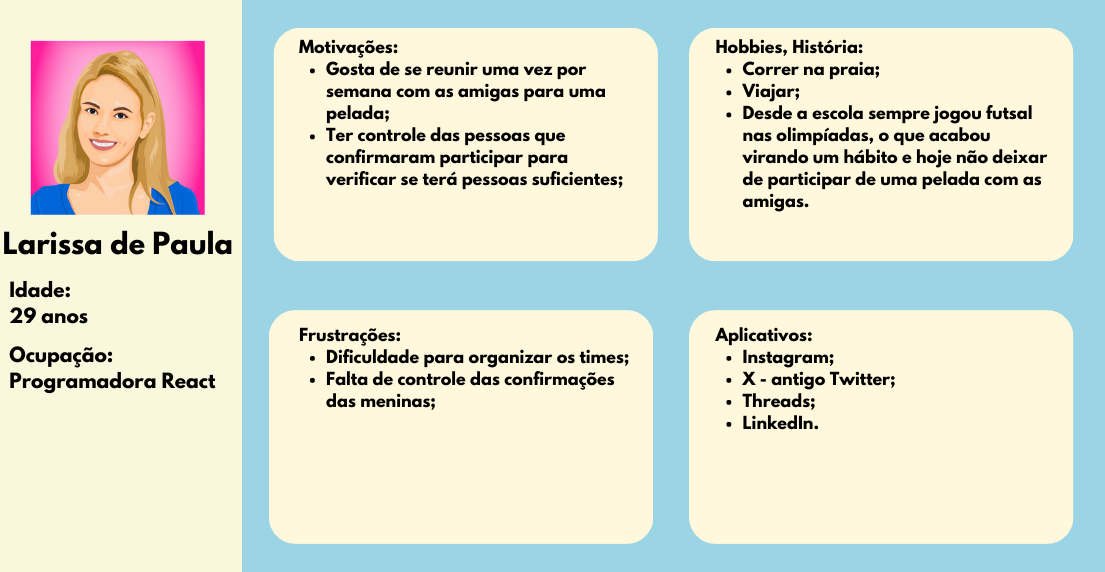 Larissa de Paula
Idade:
29 anos
Ocupação:
Programadora React
Motivações:
• Gosta de se reunir uma vez por
semana com as amigas para uma
pelada;
• Ter controle das pessoas que
confirmaram participar para
verificar se terá pessoas suficientes;
Hobbies, História:
• Correr na praia;
• Viajar;
• Desde a escola sempre jogou futsal
nas olimpíadas, o que acabou
virando um hábito e hoje não deixar
de participar de uma pelada com as
amigas.
Frustrações:
• Dificuldade para organizar os times;
• Falta de controle das confirmações
das meninas;
Aplicativos:
• Instagram;
• X - antigo Twitter;
• Threads;
• LinkedIn.